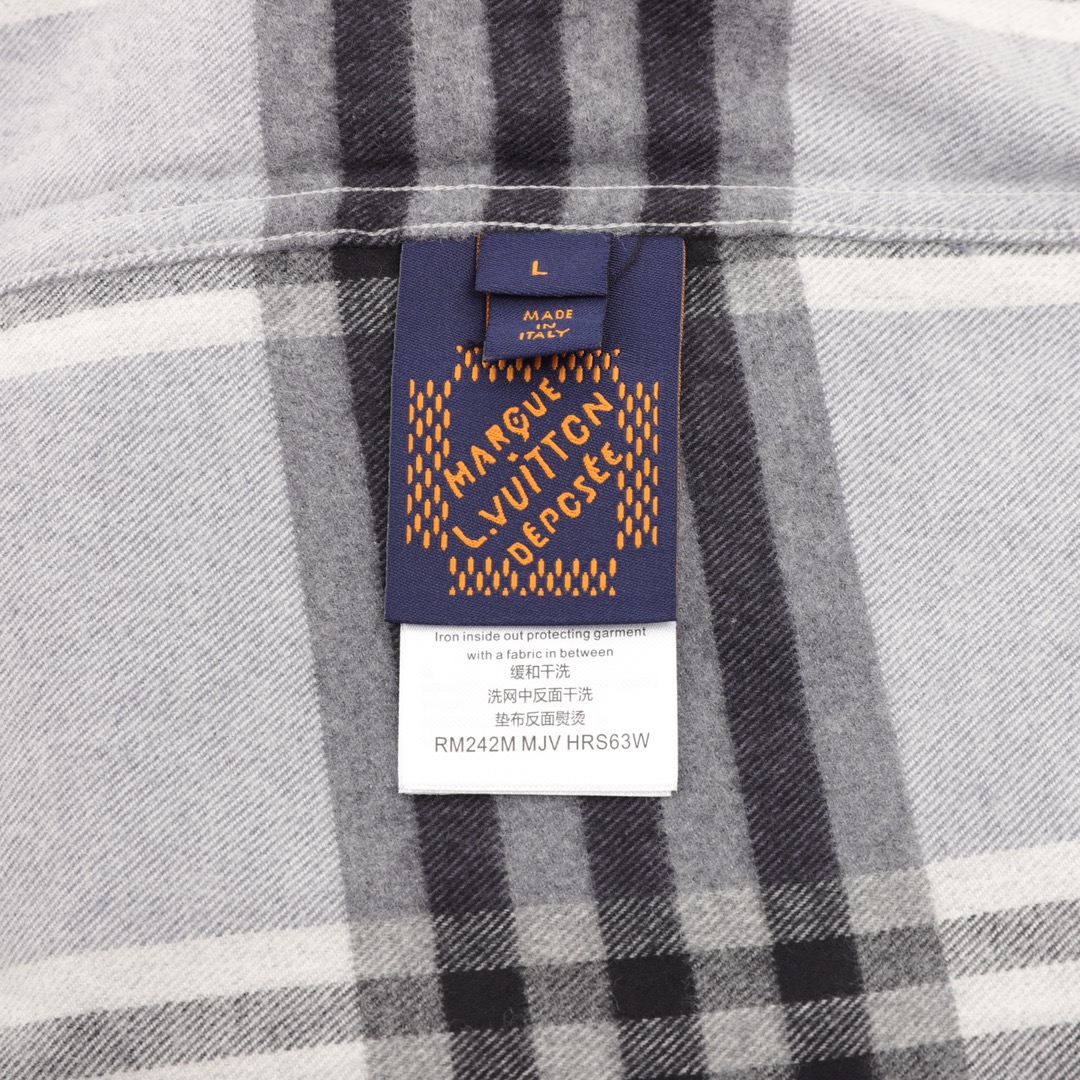 L
MADE
IN
ITALY
MARQUE
L.VUITTON
DÉPOSÉE
Iron inside out protecting garment
with a fabric in between
缓和干洗
洗网中反面干洗
垫布反面熨烫
RM242M MJV HRS63W